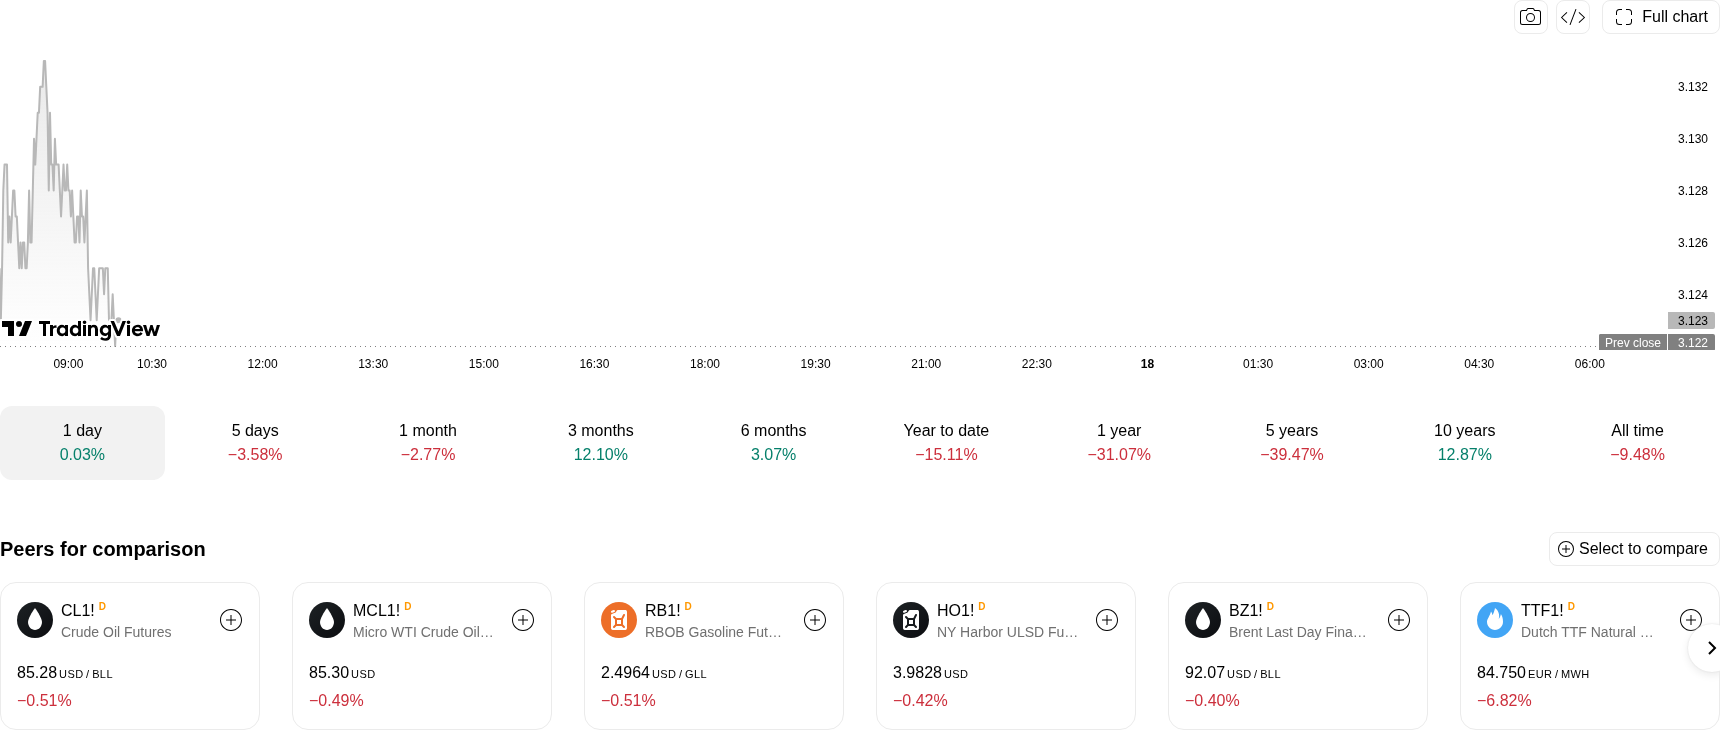 Full chart
3.132
3.130
3.128
3.126
3.124
3.123
Prev close 3.122
TradingView
09:00 10:30 12:00 13:30 15:00 16:30 18:00 19:30 21:00 22:30 18 01:30 03:00 04:30 06:00
1 day 5 days 1 month 3 months 6 months Year to date 1 year 5 years 10 years All time
0.03% −3.58% −2.77% 12.10% 3.07% −15.11% −31.07% −39.47% 12.87% −9.48%
Peers for comparison
Select to compare
CL1! D
Crude Oil Futures
85.28 USD / BLL
−0.51%
MCL1! D
Micro WTI Crude Oil…
85.30 USD
−0.49%
RB1! D
RBOB Gasoline Fut…
2.4964 USD / GLL
−0.51%
HO1! D
NY Harbor ULSD Fu…
3.9828 USD
−0.42%
BZ1! D
Brent Last Day Fina…
92.07 USD / BLL
−0.40%
TTF1! D
Dutch TTF Natural …
84.750 EUR / MWH
−6.82%